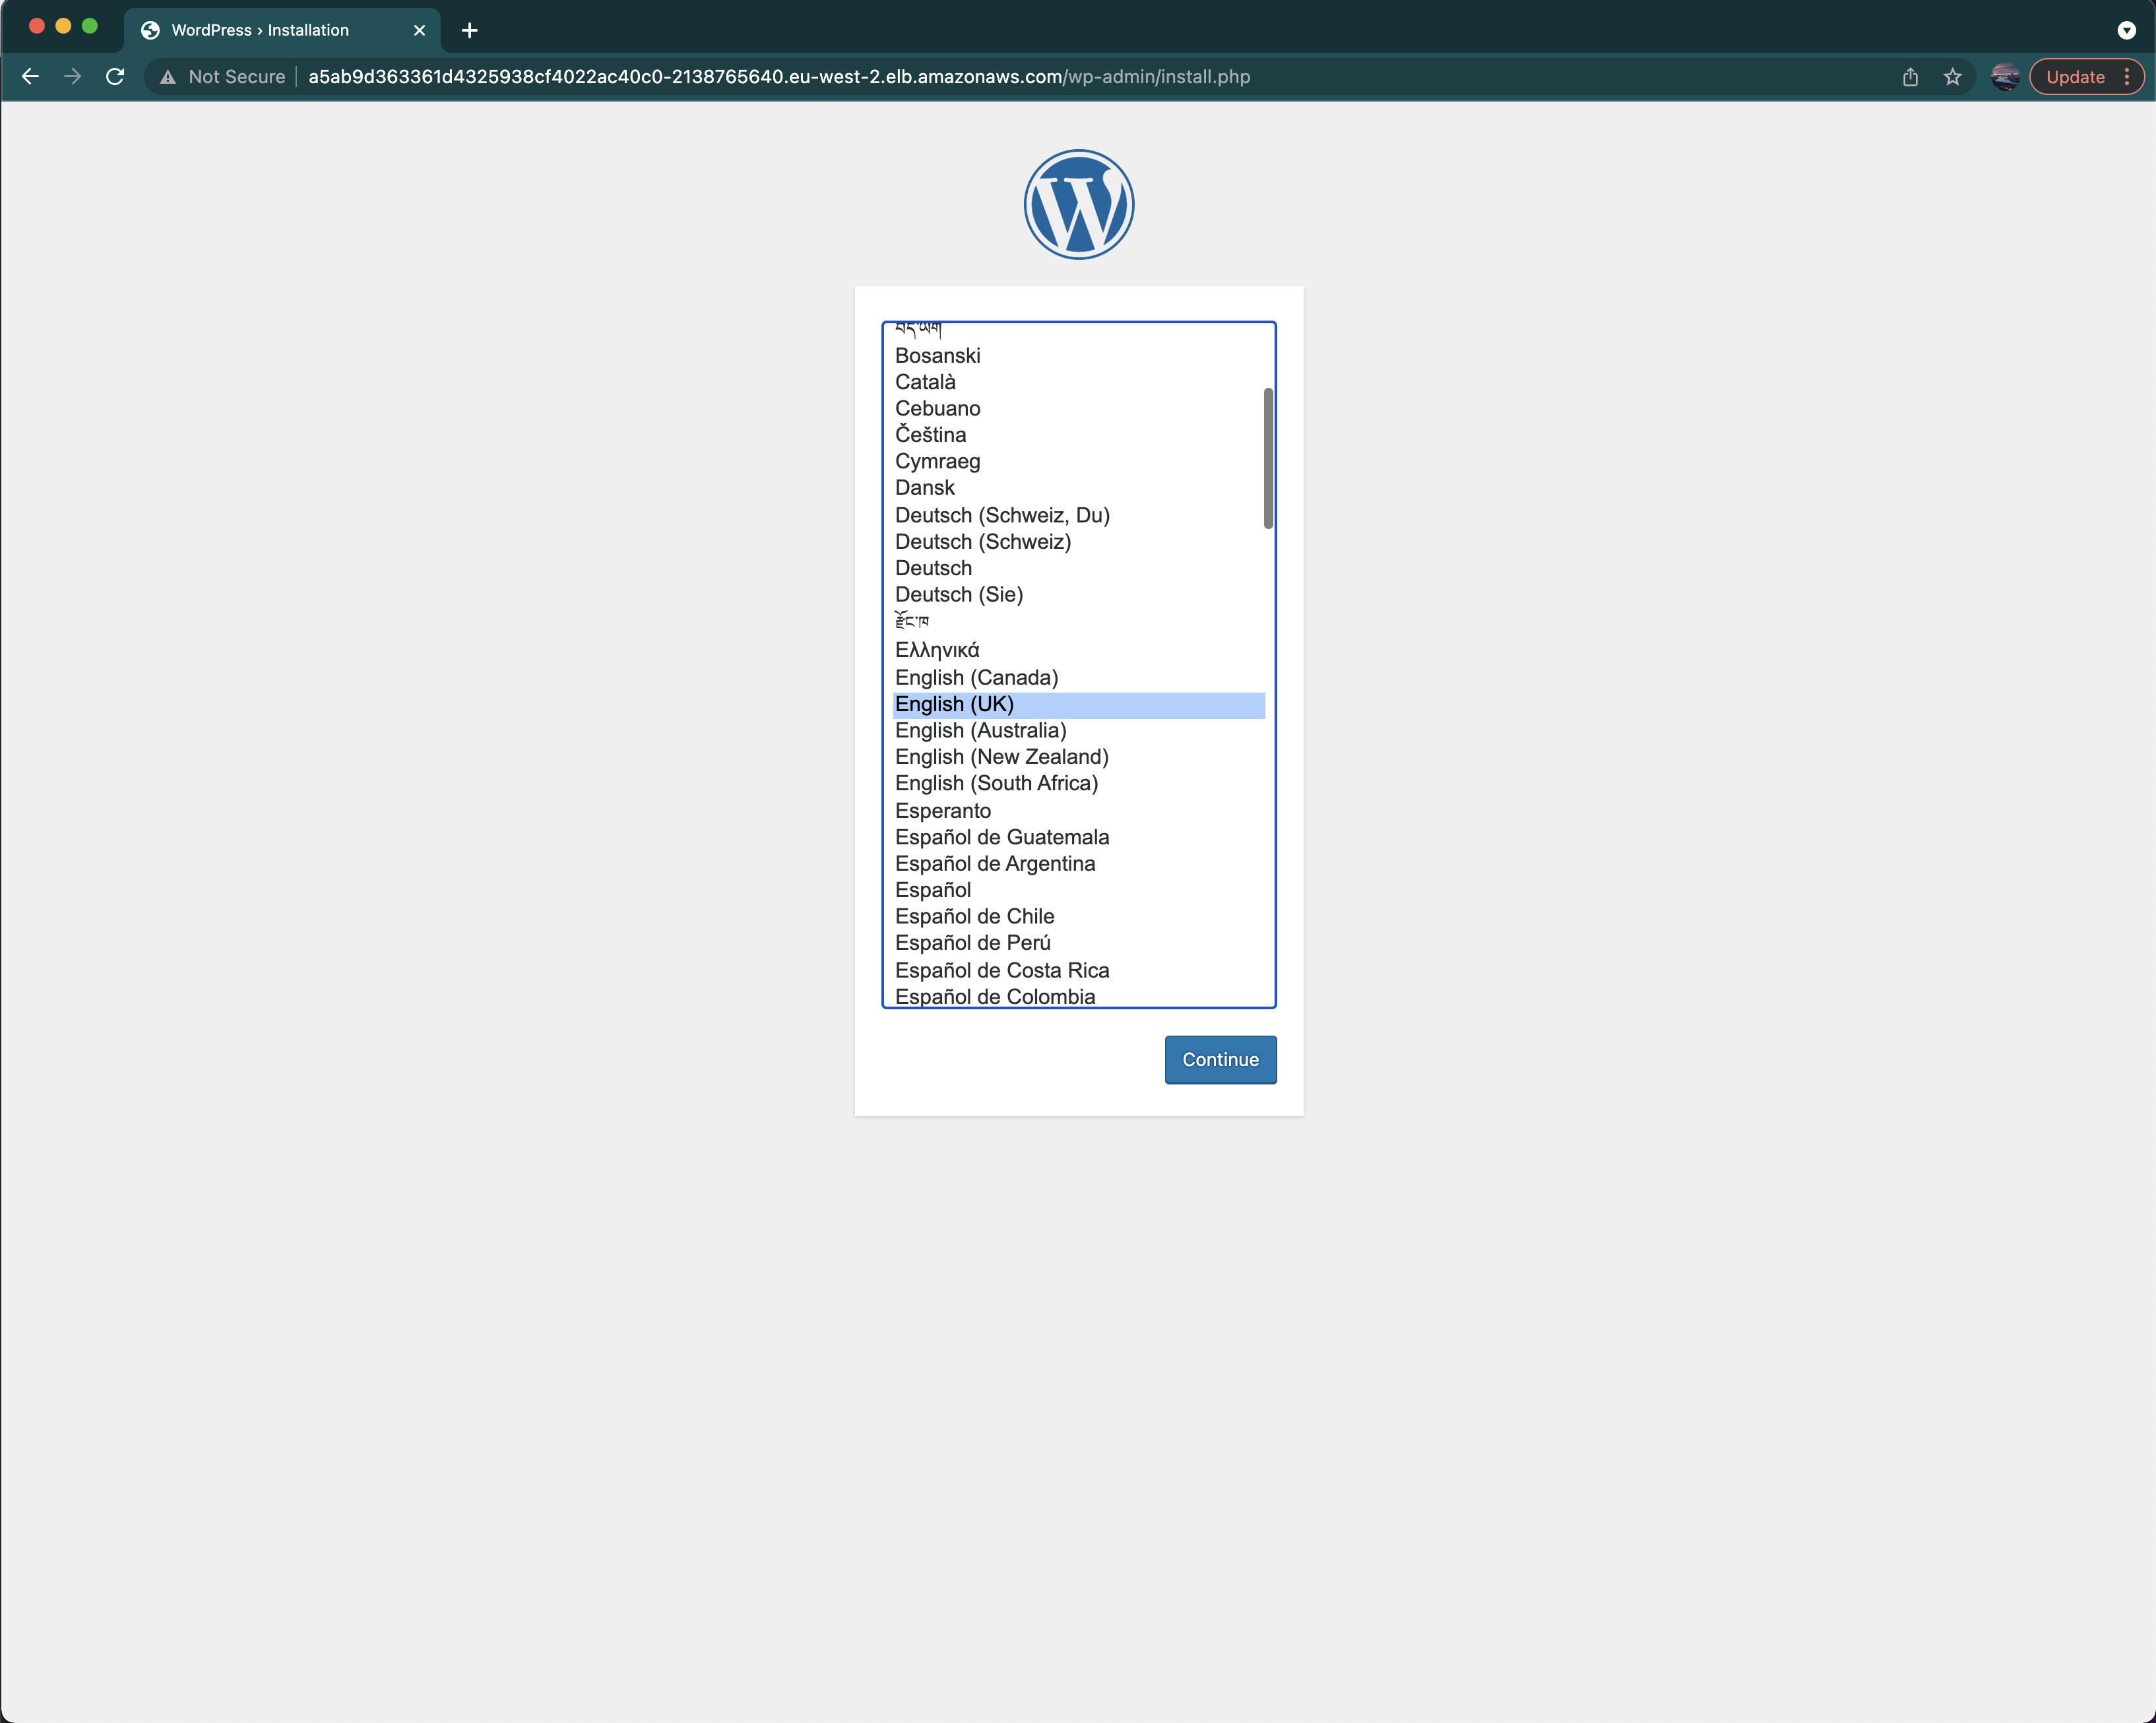 WordPress › Installation
Not Secure
a5ab9d363361d4325938cf4022ac40c0-2138765640.eu-west-2.elb.amazonaws.com/wp-admin/install.php
Update
བོད་ཡིག
Bosanski
Català
Cebuano
Čeština
Cymraeg
Dansk
Deutsch (Schweiz, Du)
Deutsch (Schweiz)
Deutsch
Deutsch (Sie)
རྫོང་ཁ
Ελληνικά
English (Canada)
English (UK)
English (Australia)
English (New Zealand)
English (South Africa)
Esperanto
Español de Guatemala
Español de Argentina
Español
Español de Chile
Español de Perú
Español de Costa Rica
Español de Colombia
Continue